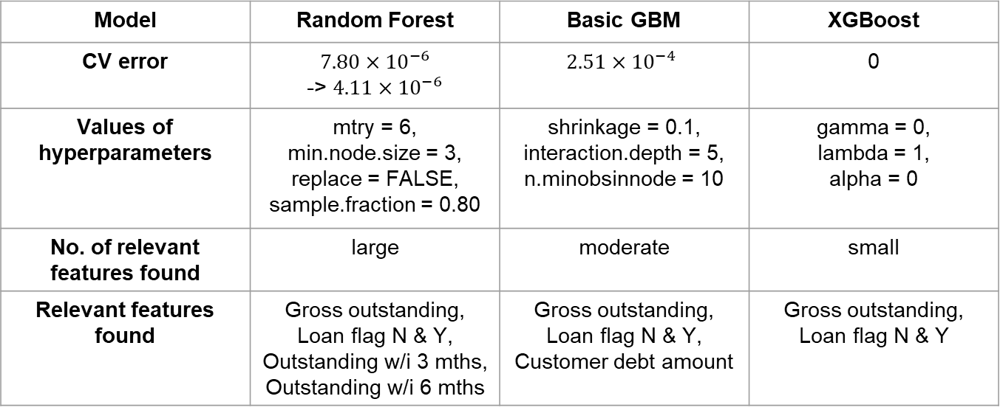 Model
Random Forest
Basic GBM
XGBoost
CV error
7.80 × 10⁻⁶
-> 4.11 × 10⁻⁶
2.51 × 10⁻⁴
0
Values of
hyperparameters
mtry = 6,
min.node.size = 3,
replace = FALSE,
sample.fraction = 0.80
shrinkage = 0.1,
interaction.depth = 5,
n.minobsinnode = 10
gamma = 0,
lambda = 1,
alpha = 0
No. of relevant
features found
large
moderate
small
Relevant features
found
Gross outstanding,
Loan flag N & Y,
Outstanding w/i 3 mths,
Outstanding w/i 6 mths
Gross outstanding,
Loan flag N & Y,
Customer debt amount
Gross outstanding,
Loan flag N & Y